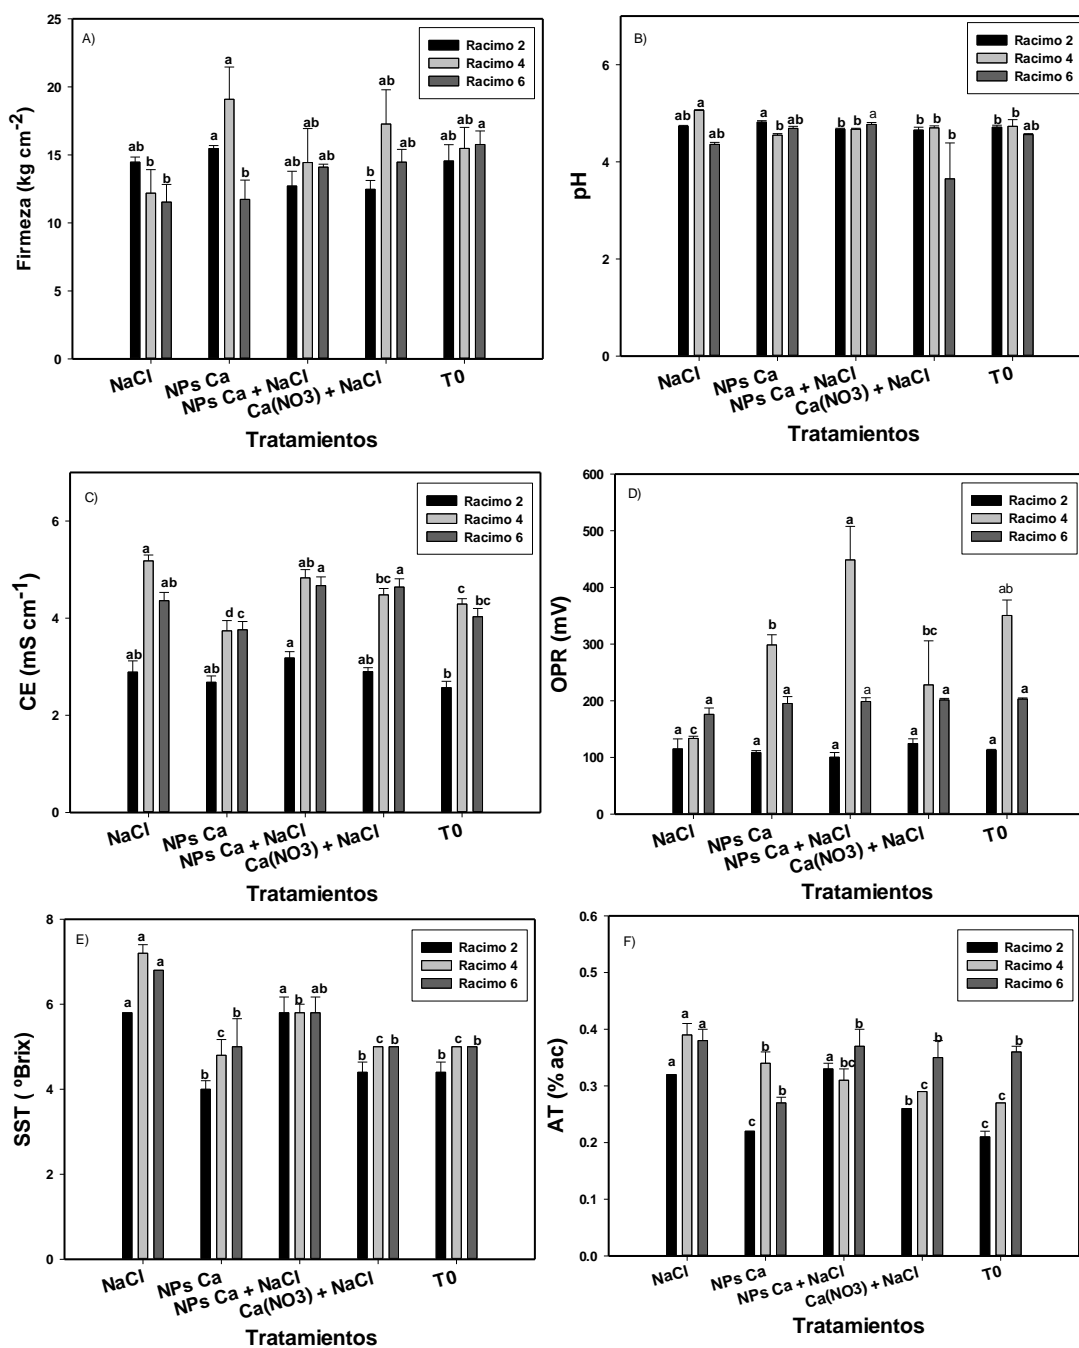 A)
Racimo 2
Racimo 4
Racimo 6
Firmeza (kg cm-2)
25
20
15
10
5
0
ab
b
b
a
a
b
ab
ab
ab
b
ab
ab
ab
ab
a
NaCl
NPs Ca
NPs Ca + NaCl
Ca(NO3) + NaCl
T0
Tratamientos
B)
Racimo 2
Racimo 4
Racimo 6
pH
6
4
2
0
ab
a
ab
a
b
b
b
b
a
b
b
b
b
b
ab
NaCl
NPs Ca
NPs Ca + NaCl
Ca(NO3) + NaCl
T0
Tratamientos
C)
Racimo 2
Racimo 4
Racimo 6
CE (mS cm-1)
6
4
2
0
ab
a
ab
ab
d
c
a
ab
a
ab
bc
a
b
c
bc
NaCl
NPs Ca
NPs Ca + NaCl
Ca(NO3) + NaCl
T0
Tratamientos
D)
Racimo 2
Racimo 4
Racimo 6
OPR (mV)
600
500
400
300
200
100
0
a
c
a
a
b
a
a
a
a
a
bc
a
a
ab
a
NaCl
NPs Ca
NPs Ca + NaCl
Ca(NO3) + NaCl
T0
Tratamientos
E)
Racimo 2
Racimo 4
Racimo 6
SST ( ºBrix)
8
6
4
2
0
a
a
a
b
c
b
a
b
ab
b
c
b
b
c
b
NaCl
NPs Ca
NPs Ca + NaCl
Ca(NO3) + NaCl
T0
Tratamientos
F)
Racimo 2
Racimo 4
Racimo 6
AT (% ac)
0.6
0.5
0.4
0.3
0.2
0.1
0.0
a
a
a
c
b
b
a
bc
b
b
c
b
c
c
b
NaCl
NPs Ca
NPs Ca + NaCl
Ca(NO3) + NaCl
T0
Tratamientos